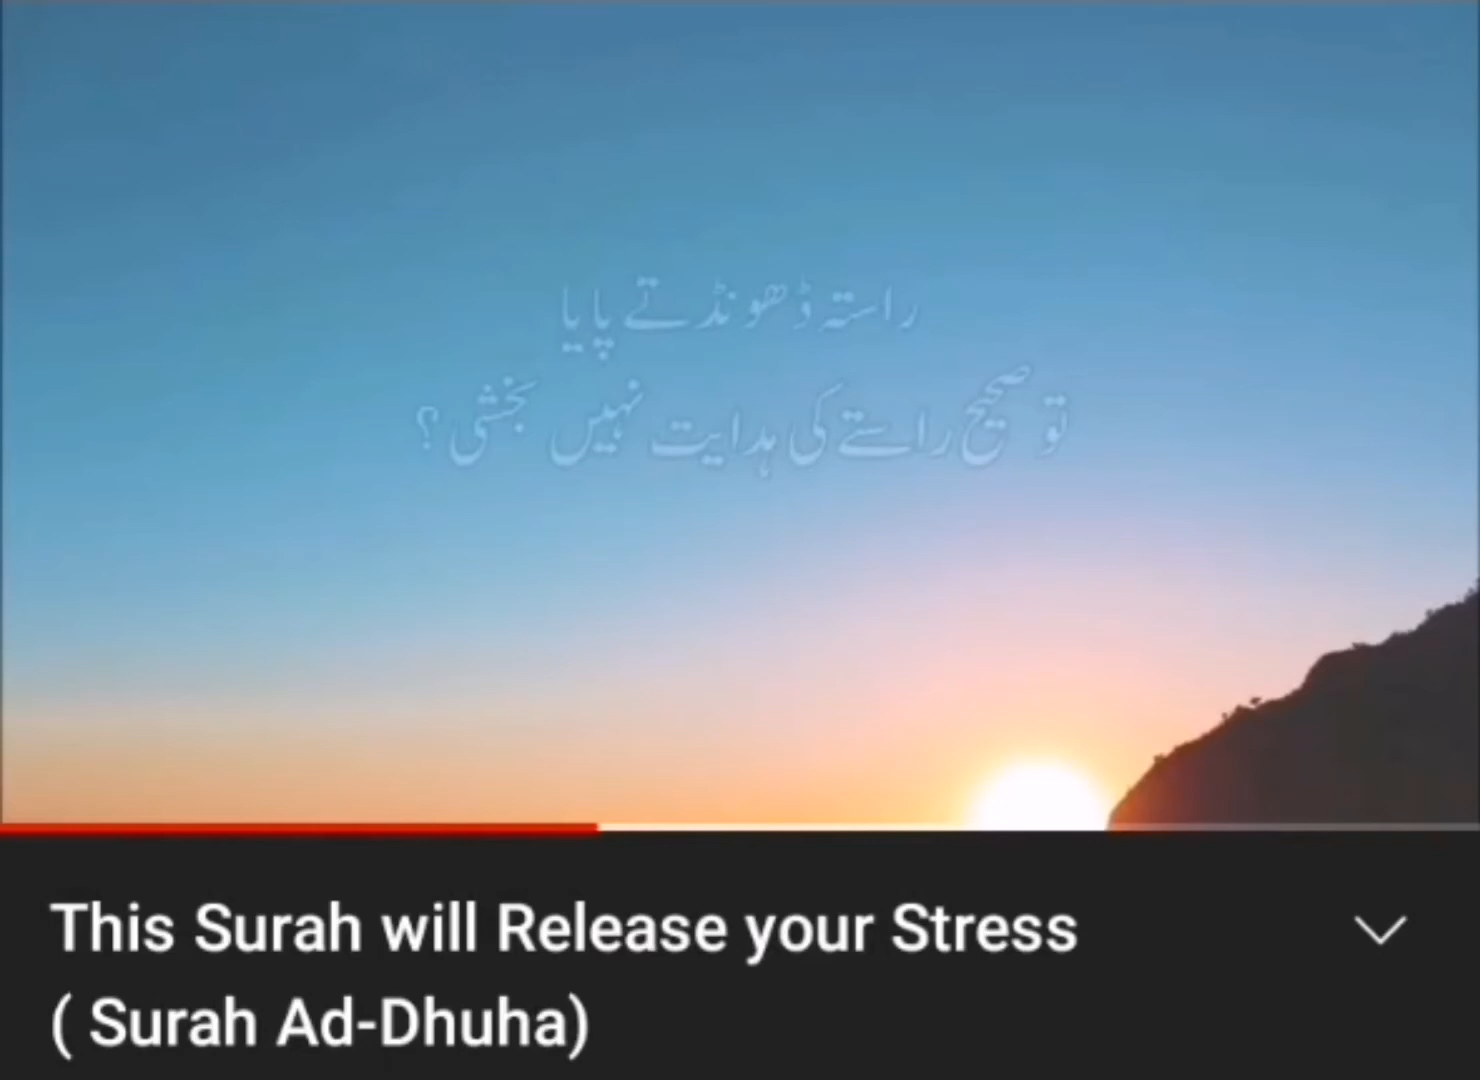 راستہ ڈھونڈتے پایا
تو صحیح راستے کی ہدایت نہیں بخشی؟
This Surah will Release your Stress
( Surah Ad-Dhuha)